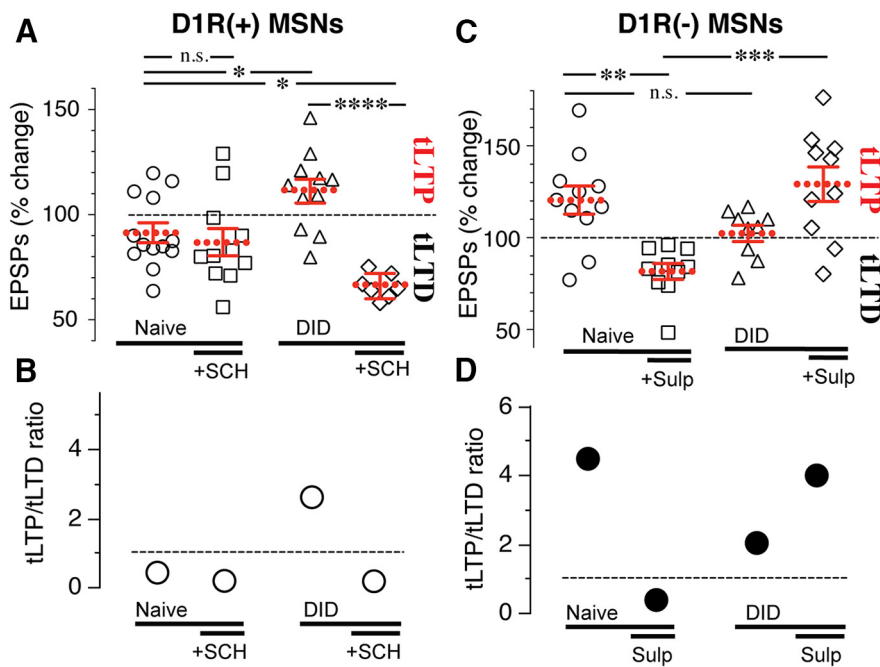 A
D1R(+) MSNs
n.s.
*
*
****
150
100
50
EPSPs (% change)
tLTP
tLTD
Naive
DID
+SCH
+SCH
B
4
2
0
tLTP/tLTD ratio
Naive
DID
+SCH
+SCH
C
D1R(-) MSNs
***
**
n.s.
150
100
50
EPSPs (% change)
tLTP
tLTD
Naive
DID
+Sulp
+Sulp
D
6
4
2
0
tLTP/tLTD ratio
Naive
DID
Sulp
Sulp